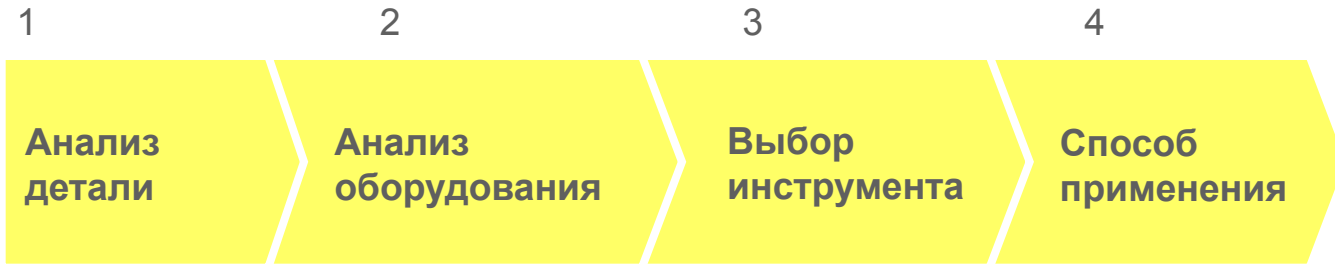 1
2
3
4
Анализ
детали
Анализ
оборудования
Выбор
инструмента
Способ
применения